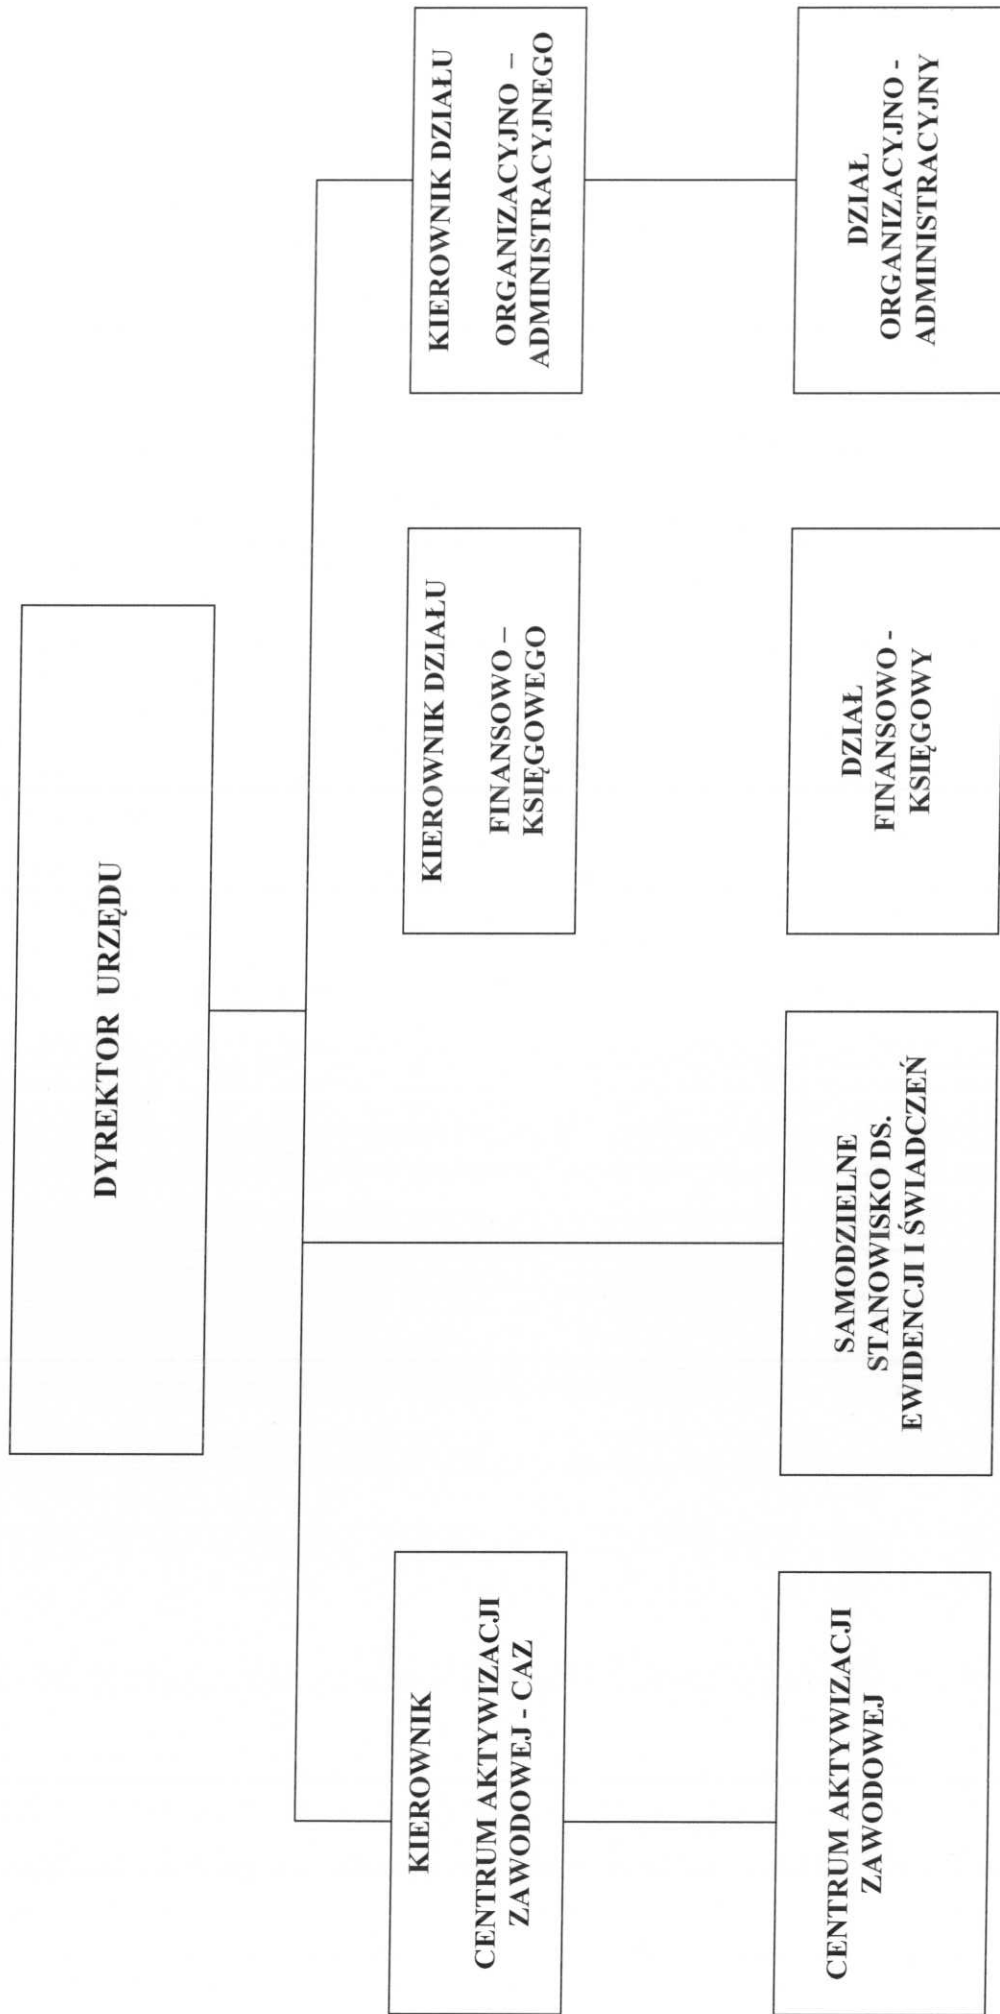 DYREKTOR URZĘDU
KIEROWNIK
CENTRUM AKTYWIZACJI
ZAWODOWEJ - CAZ
KIEROWNIK DZIAŁU
FINANSOWO –
KSIĘGOWEGO
KIEROWNIK DZIAŁU
ORGANIZACYJNO –
ADMINISTRACYJNEGO
CENTRUM AKTYWIZACJI
ZAWODOWEJ
SAMODZIELNE
STANOWISKO DS.
EWIDENCJI I ŚWIADCZEŃ
DZIAŁ
FINANSOWO -
KSIĘGOWY
DZIAŁ
ORGANIZACYJNO -
ADMINISTRACYJNY